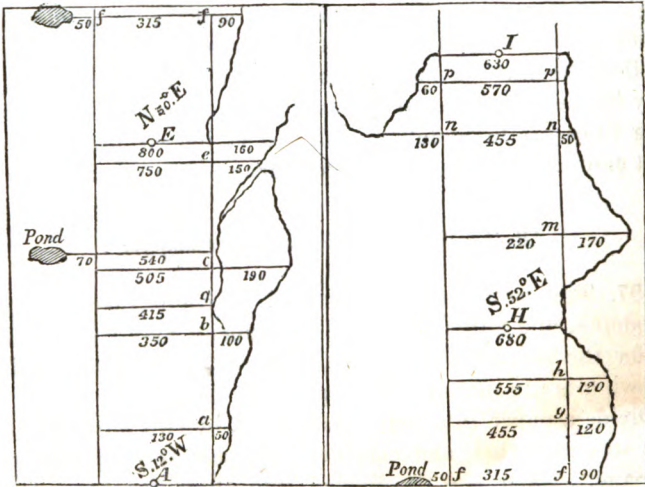 50 f 315 f 90
N 50.° E
E
800 e 160
750 150
Pond
540
70 505 c 190
415 q
350 b 100
130 a 50
S.12.° W
A
I
630
60 p 570 p
130 n 455 n 50
220 m 170
S.52.° E
H
680
555 h 120
455 g 120
Pond 50 f 315 f 90